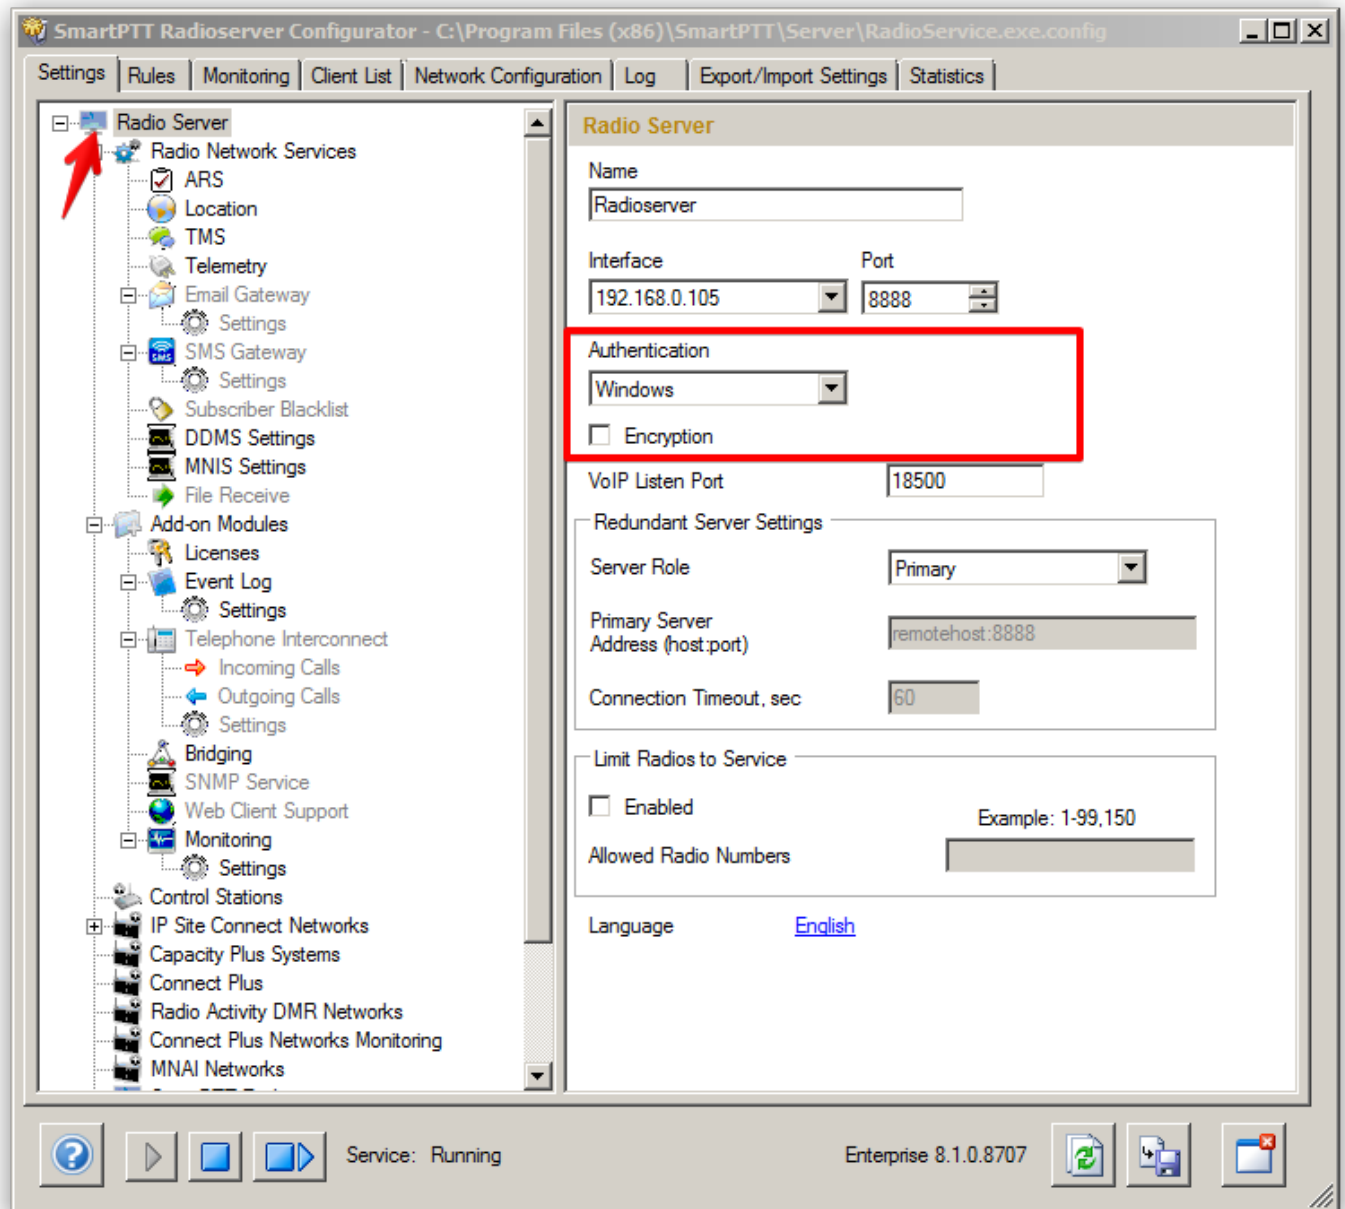 SmartPTT Radioserver Configurator - C:\Program Files (x86)\SmartPTT\Server\RadioService.exe.config
Settings Rules Monitoring Client List Network Configuration Log Export/Import Settings Statistics
Radio Server
Radio Network Services
ARS
Location
TMS
Telemetry
Email Gateway
Settings
SMS Gateway
Settings
Subscriber Blacklist
DDMS Settings
MNIS Settings
File Receive
Add-on Modules
Licenses
Event Log
Settings
Telephone Interconnect
Incoming Calls
Outgoing Calls
Settings
Bridging
SNMP Service
Web Client Support
Monitoring
Settings
Control Stations
IP Site Connect Networks
Capacity Plus Systems
Connect Plus
Radio Activity DMR Networks
Connect Plus Networks Monitoring
MNAI Networks
Radio Server
Name
Radioserver
Interface Port
192.168.0.105 8888
Authentication
Windows
Encryption
VoIP Listen Port 18500
Redundant Server Settings
Server Role Primary
Primary Server
Address (host:port) remotehost:8888
Connection Timeout, sec 60
Limit Radios to Service
Enabled
Example: 1-99,150
Allowed Radio Numbers
Language English
Service: Running Enterprise 8.1.0.8707